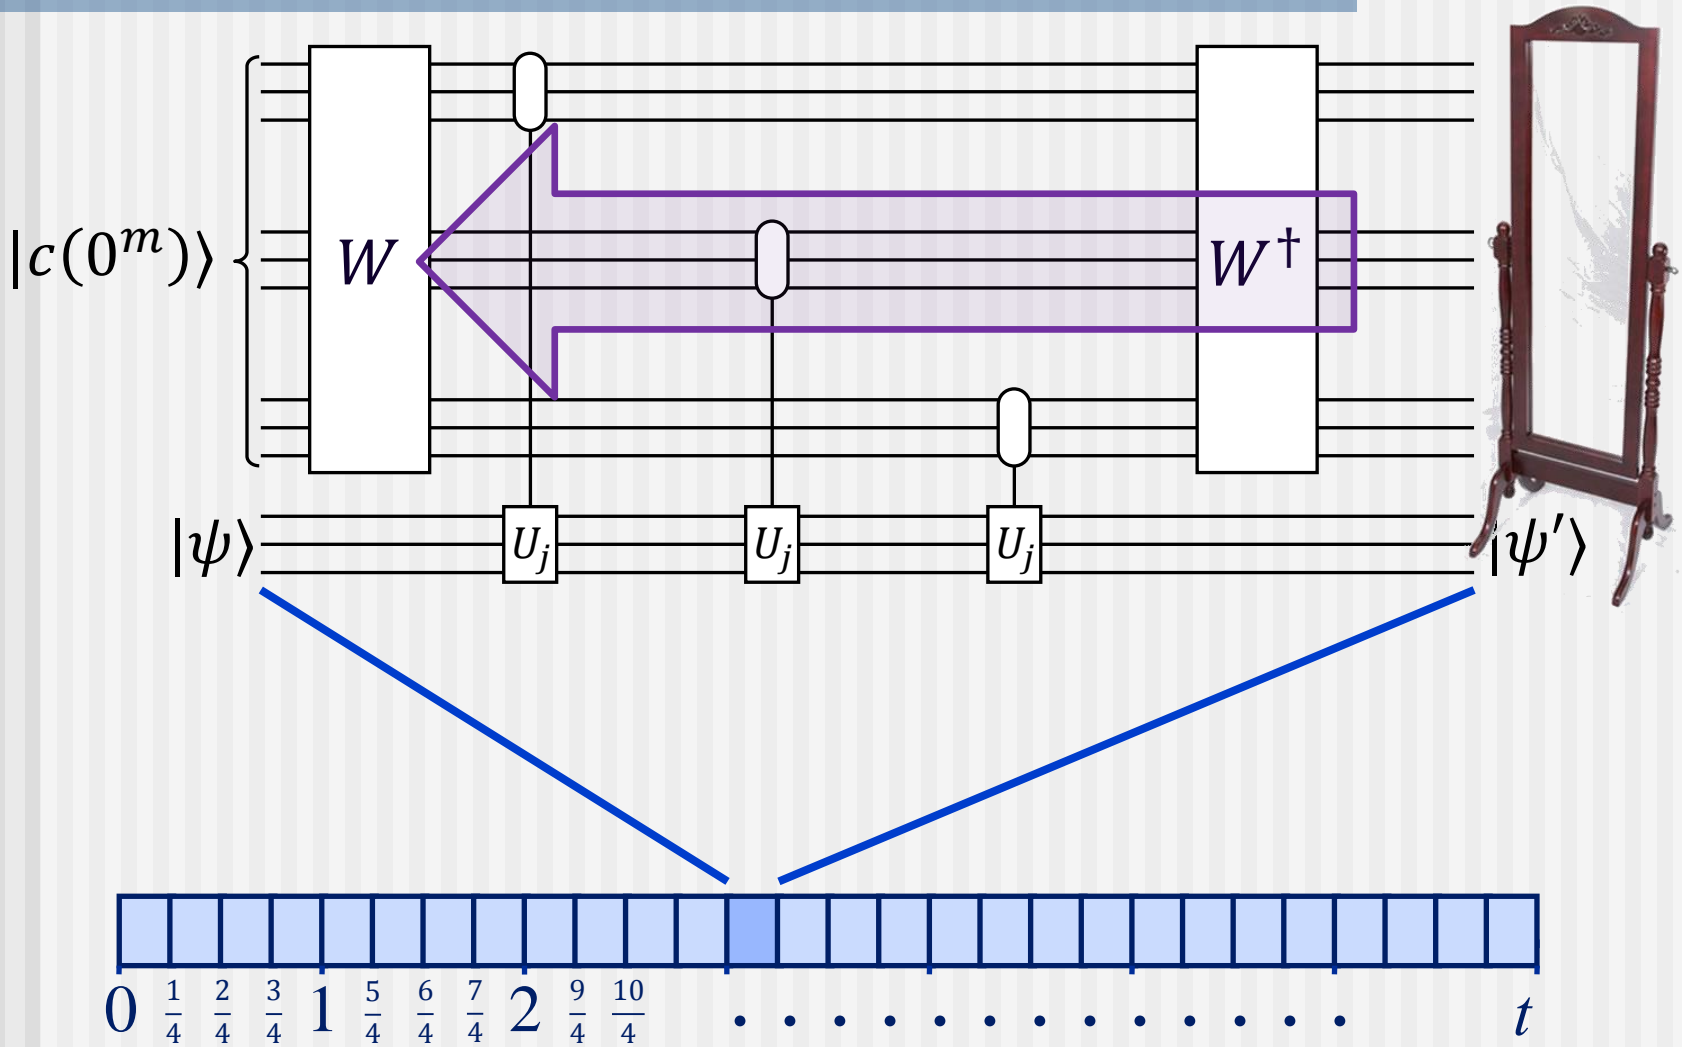 |c(0ᵐ)⟩
W
W†
|ψ⟩
U_j
U_j
U_j
|ψ′⟩
0 1/4 2/4 3/4 1 5/4 6/4 7/4 2 9/4 10/4 . . . . . . . . . . . . . t